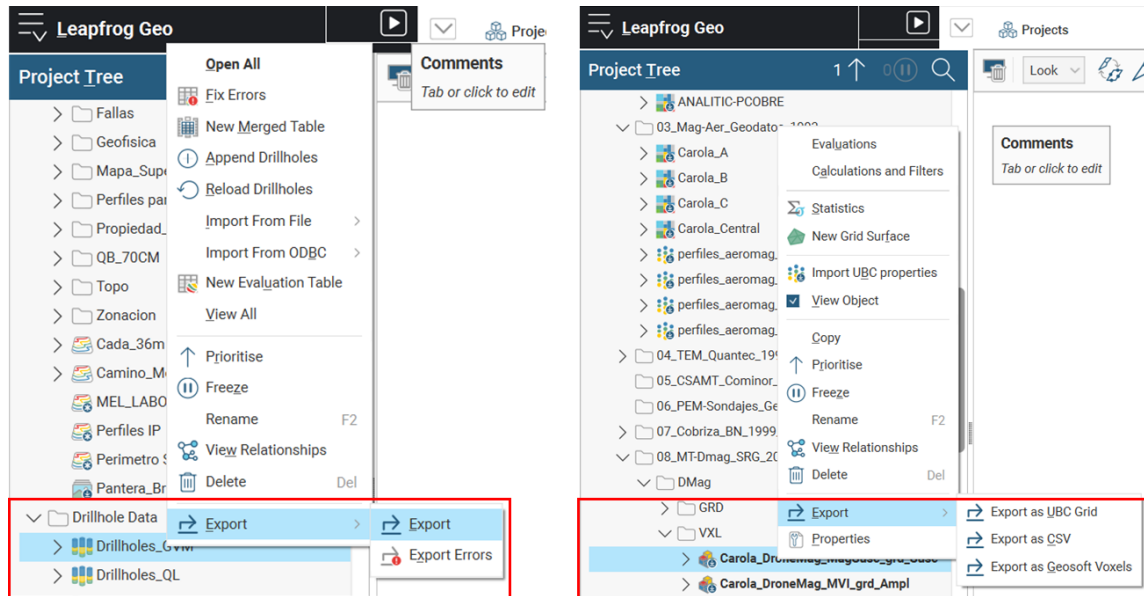 Leapfrog Geo
Projec
Project Tree
Fallas
Geofisica
Mapa_Supe
Perfiles par
Propiedad_
QB_70CM
Topo
Zonacion
Cada_36m
Camino_Me
MEL_LABO
Perfiles IP
Perimetro S
Pantera_Br
Drillhole Data
Drillholes_GVM
Drillholes_QL
Open All
Fix Errors
New Merged Table
Append Drillholes
Reload Drillholes
Import From File
Import From ODBC
New Evaluation Table
View All
Prioritise
Freeze
Rename F2
View Relationships
Delete Del
Export
Export
Export Errors
Comments
Tab or click to edit
Leapfrog Geo
Projects
Project Tree 1 0
Look
ANALITIC-PCOBRE
03_Mag-Aer_Geodatos_1992
Carola_A
Carola_B
Carola_C
Carola_Central
perfiles_aeromag_
perfiles_aeromag_
perfiles_aeromag_
perfiles_aeromag_
04_TEM_Quantec_199
05_CSAMT_Cominor_
06_PEM-Sondajes_Ge
07_Cobriza_BN_1999_
08_MT-Dmag_SRG_20
DMag
GRD
VXL
Carola_DroneMag_MagSusc_grd_Susc
Carola_DroneMag_MVI_grd_Ampl
Evaluations
Calculations and Filters
Statistics
New Grid Surface
Import UBC properties
View Object
Copy
Prioritise
Freeze
Rename F2
View Relationships
Delete Del
Export
Properties
Export as UBC Grid
Export as CSV
Export as Geosoft Voxels
Comments
Tab or click to edit